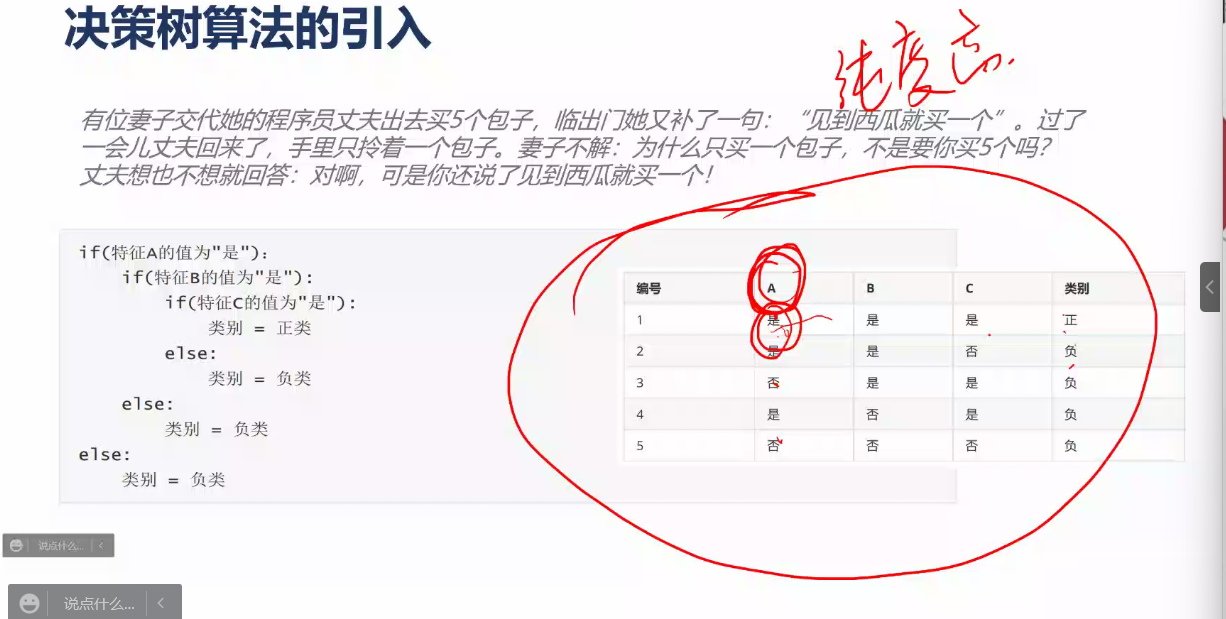 决策树算法的引入
纯度高
有位妻子交代她的程序员丈夫出去买5个包子，临出门她又补了一句：“见到西瓜就买一个”。过了
一会儿丈夫回来了，手里只拎着一个包子。妻子不解：为什么只买一个包子，不是要你买5个吗？
丈夫想也不想就回答：对啊，可是你还说了见到西瓜就买一个！
if(特征A的值为"是"):
if(特征B的值为"是"):
if(特征C的值为"是"):
类别 = 正类
else:
类别 = 负类
else:
类别 = 负类
else:
类别 = 负类
编号 A B C 类别
1 是 是 是 正
2 是 是 否 负
3 否 是 是 负
4 是 否 是 负
5 否 否 否 负
说点什么...
说点什么...